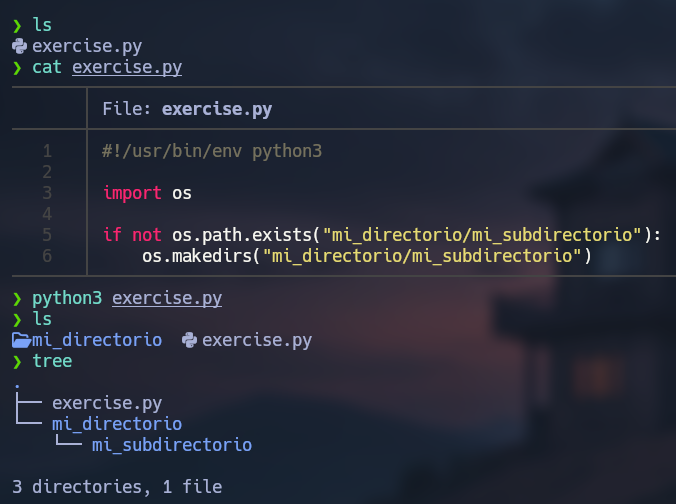 ❯ ls
exercise.py
❯ cat exercise.py
File: exercise.py
1 #!/usr/bin/env python3
2
3 import os
4
5 if not os.path.exists("mi_directorio/mi_subdirectorio"):
6     os.makedirs("mi_directorio/mi_subdirectorio")
❯ python3 exercise.py
❯ ls
mi_directorio  exercise.py
❯ tree
.
├── exercise.py
└── mi_directorio
    └── mi_subdirectorio
3 directories, 1 file